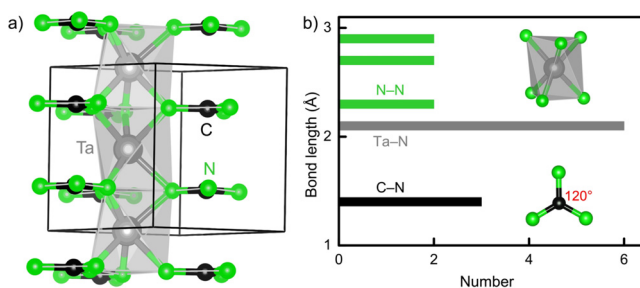 a)
C
Ta
N
b)
3
2
1
Bond length (Å)
N–N
Ta–N
C–N
120°
0
2
4
6
Number